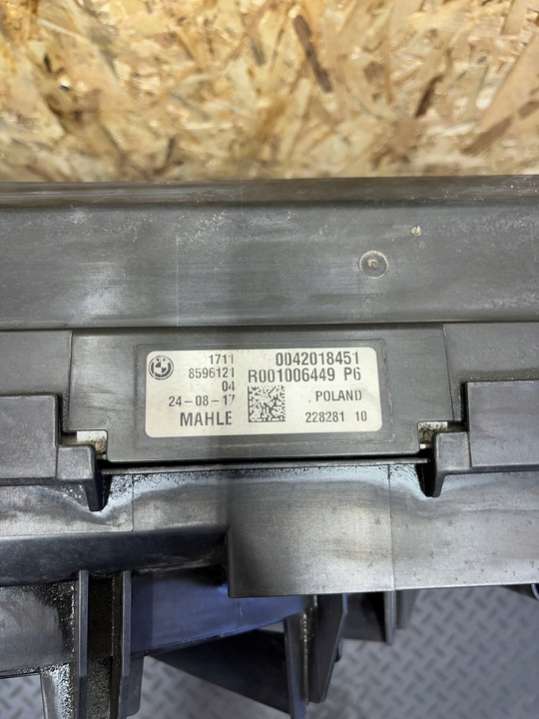 1711 0042018451
8596121 R001006449 P6
04
24-08-17 POLAND
MAHLE 228281 10